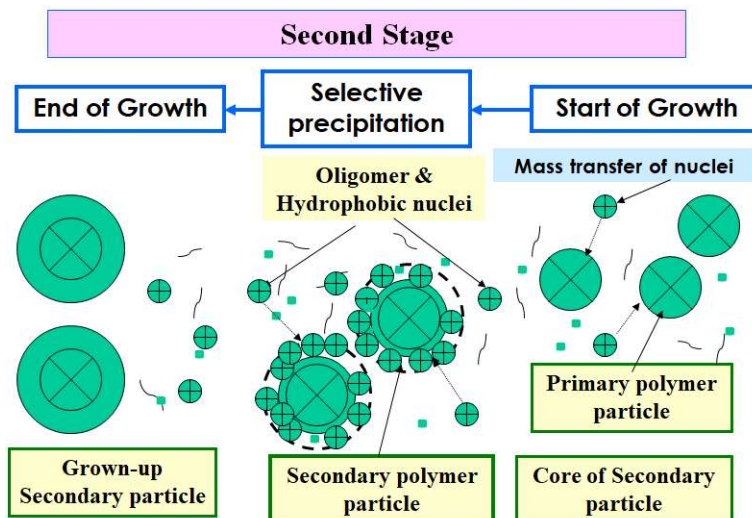 Second Stage
End of Growth
Selective
precipitation
Start of Growth
Oligomer &
Hydrophobic nuclei
Mass transfer of nuclei
Primary polymer
particle
Grown-up
Secondary particle
Secondary polymer
particle
Core of Secondary
particle